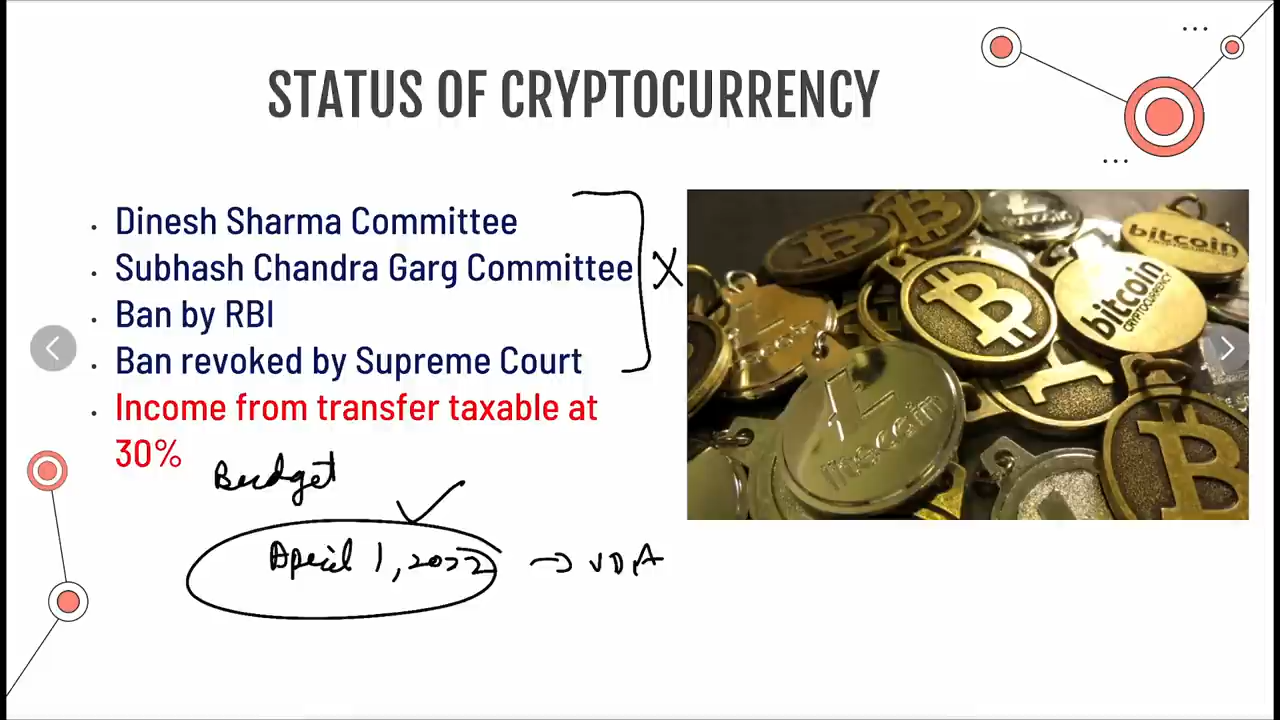 STATUS OF CRYPTOCURRENCY
Dinesh Sharma Committee
Subhash Chandra Garg Committee
X
Ban by RBI
Ban revoked by Supreme Court
Income from transfer taxable at
30%
Budget
April 1, 2022 → VDA
bitcoin
CRYPTOCURRENCY
bitcoin
CRYPTOCURRENCY